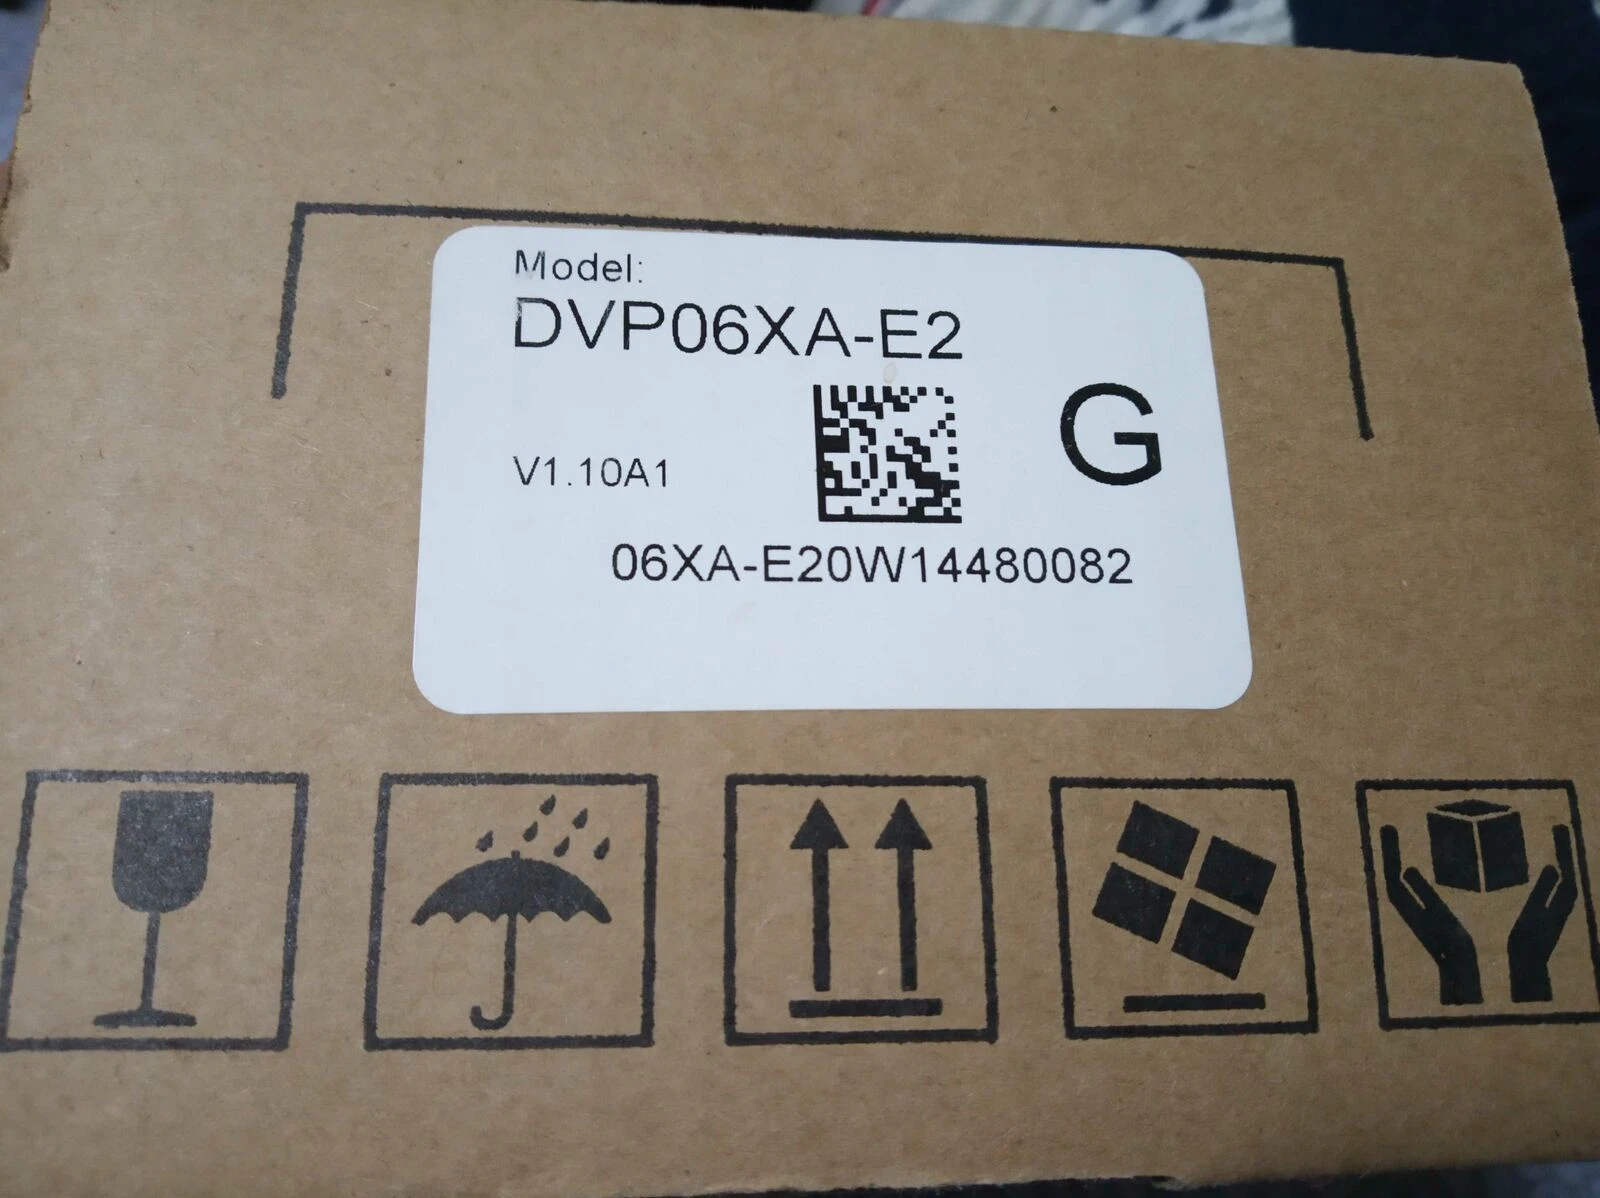 Model:
DVP06XA-E2
G
V1.10A1
06XA-E20W14480082